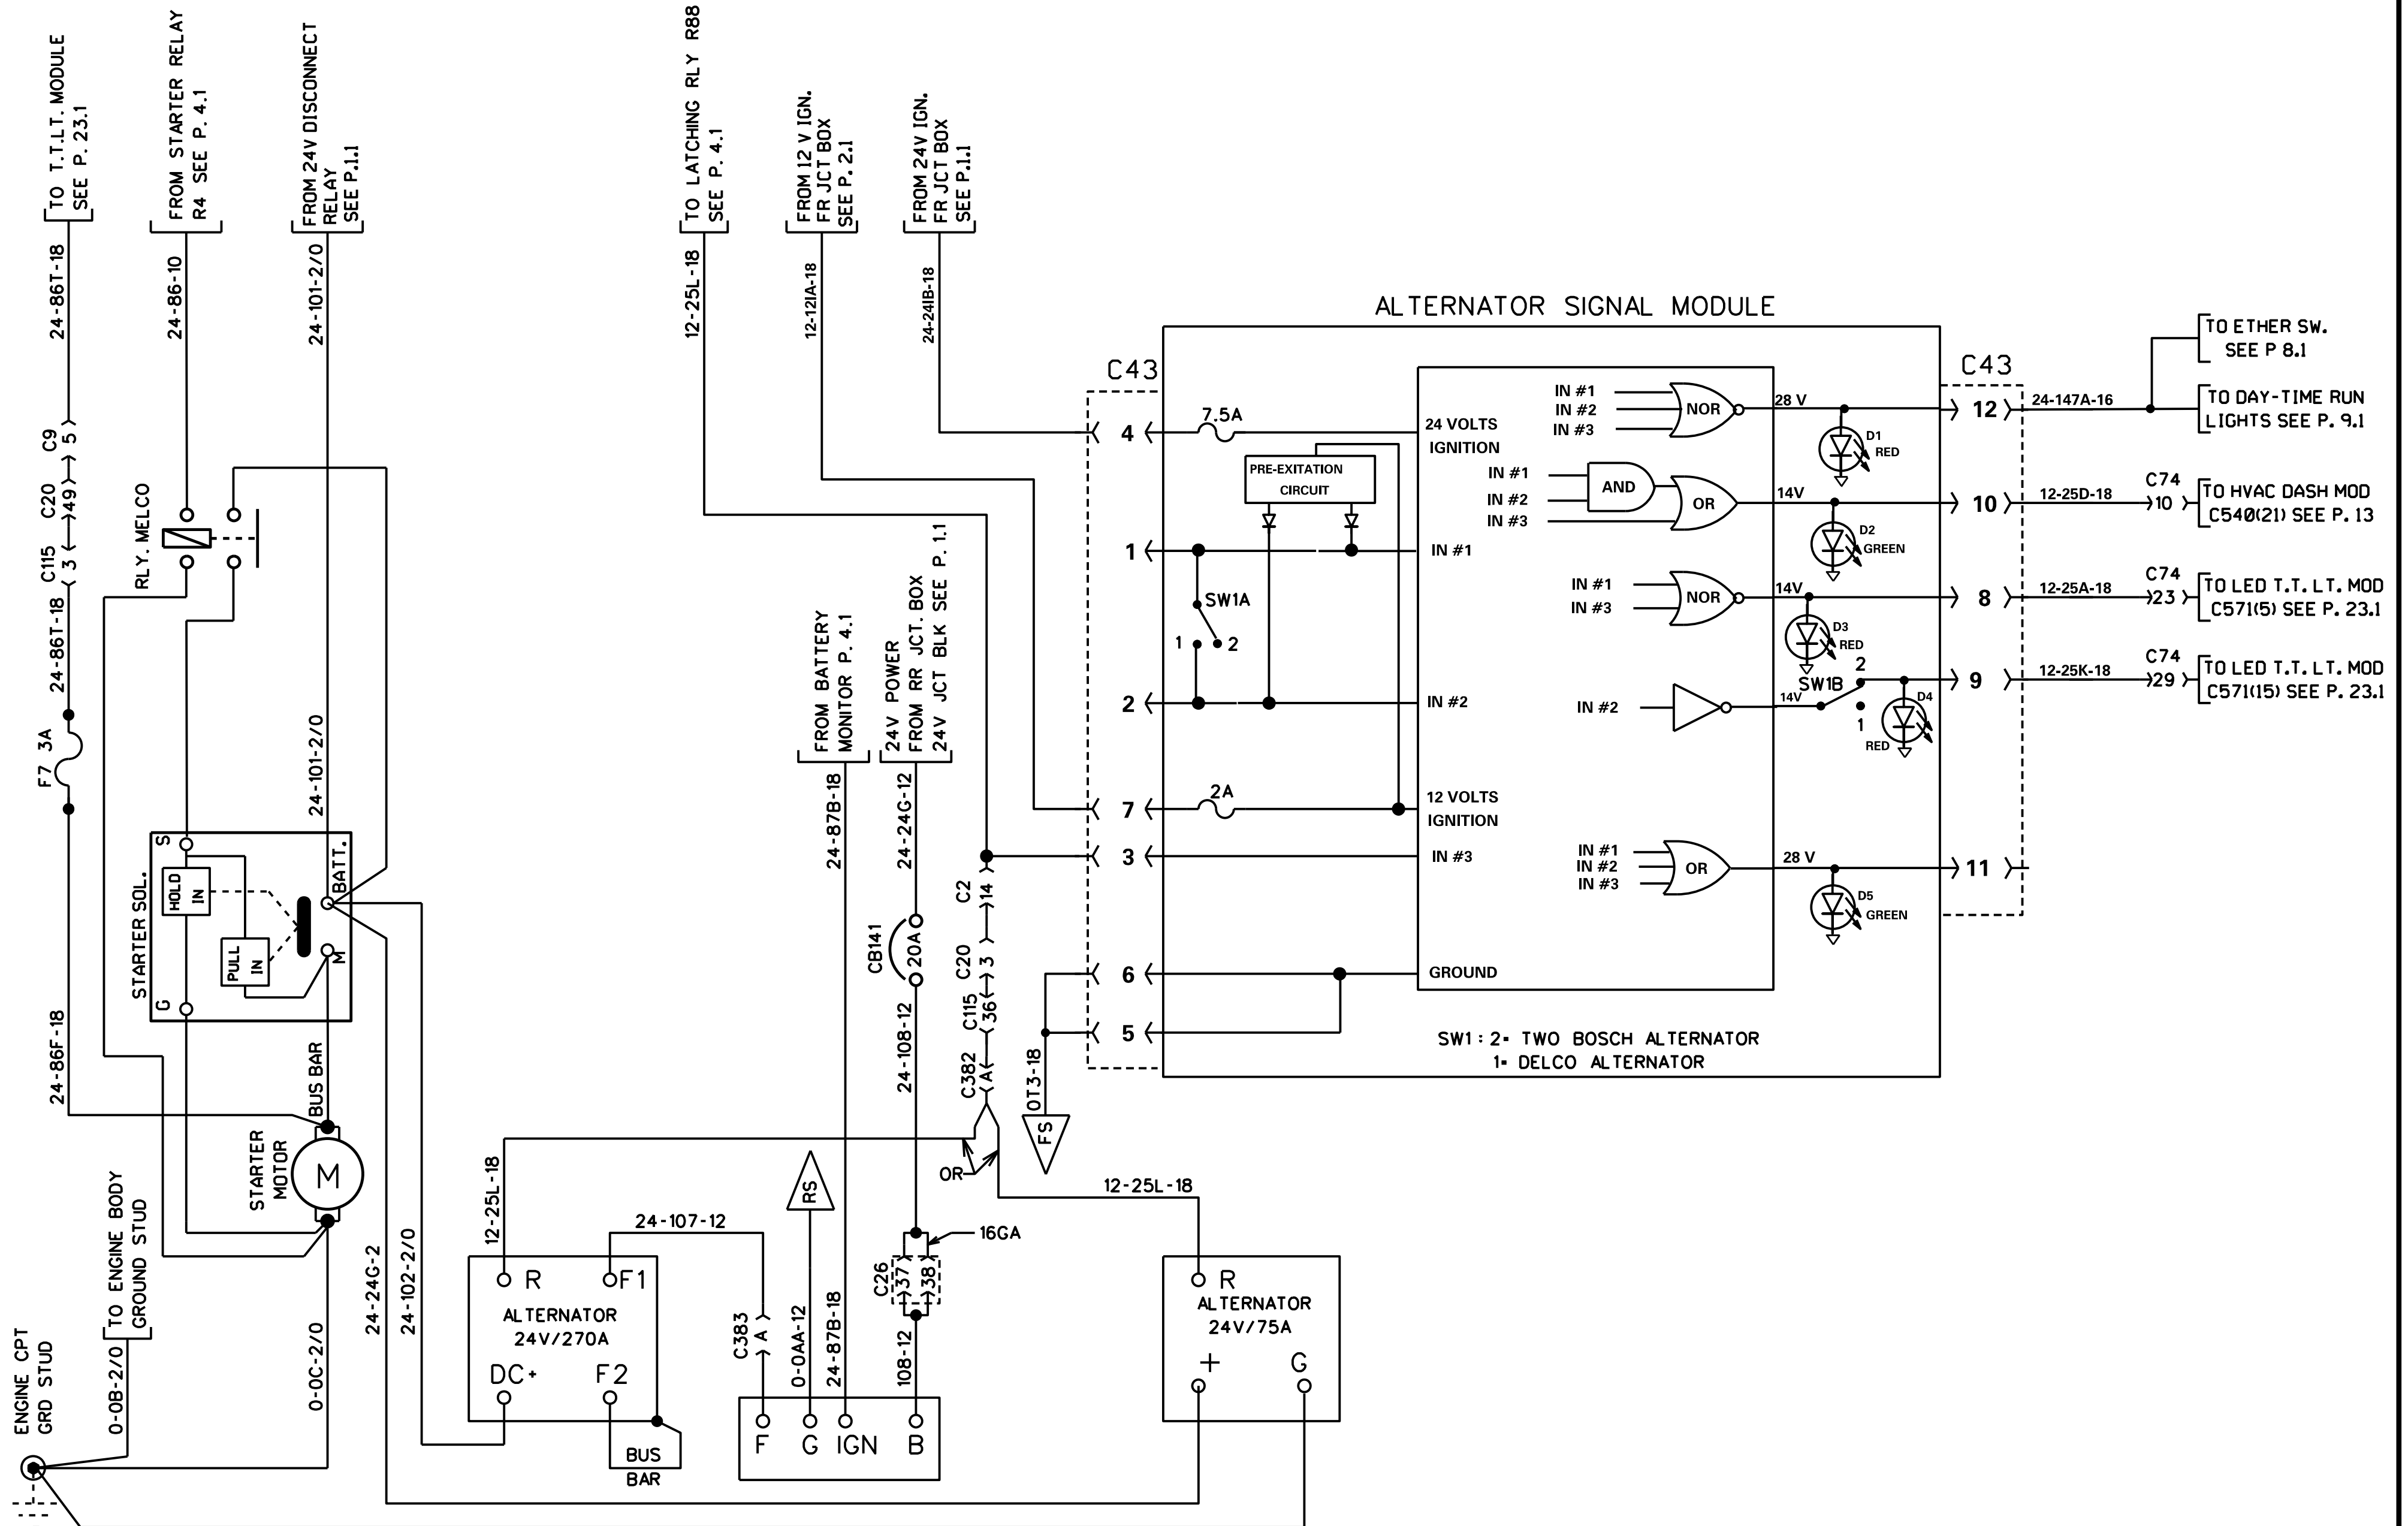 TO T.T.LT. MODULE
SEE P. 23.1
FROM STARTER RELAY
R4 SEE P. 4.1
FROM 24V DISCONNECT
RELAY
SEE P.1.1
TO LATCHING RLY R88
SEE P. 4.1
FROM 12 V IGN.
FR JCT BOX
SEE P. 2.1
FROM 24V IGN.
FR JCT BOX
SEE P.1.1
24-86T-18
24-86-10
24-101-2/0
12-25L-18
12-12IA-18
24-24IB-18
C9
5
C20
49
C115
3
24-86T-18
F7 3A
24-86F-18
RLY. MELCO
24-101-2/0
STARTER SOL.
S
HOLD
IN
PULL
IN
BATT.
M
G
BUS BAR
STARTER
MOTOR
M
TO ENGINE BODY
GROUND STUD
ENGINE CPT
GRD STUD
0-0B-2/0
0-0C-2/0
24-24G-2
24-102-2/0
FROM BATTERY
MONITOR P. 4.1
24V POWER
FROM RR JCT. BOX
24V JCT BLK SEE P. 1.1
24-87B-18
24-24G-12
CB141
20A
24-108-12
C2
14
C20
3
C115
36
C382
A
OR
12-25L-18
12-25L-18
RS
FS
0T3-18
16GA
C26
37
38
108-12
24-107-12
C383
A
0-0AA-12
24-87B-18
R
F1
ALTERNATOR
24V/270A
DC+
F2
BUS
BAR
F
G
IGN
B
R
ALTERNATOR
24V/75A
+
G
ALTERNATOR SIGNAL MODULE
C43
4
1
2
7
3
6
5
7.5A
PRE-EXITATION
CIRCUIT
SW1A
1
2
2A
24 VOLTS
IGNITION
IN #1
IN #2
12 VOLTS
IGNITION
IN #3
GROUND
IN #1
IN #2
IN #3
NOR
28 V
D1
RED
IN #1
IN #2
IN #3
AND
OR
14V
D2
GREEN
IN #1
IN #3
NOR
14V
D3
RED
IN #2
14V
SW1B
2
1
D4
RED
IN #1
IN #2
IN #3
OR
28 V
D5
GREEN
SW1 : 2= TWO BOSCH ALTERNATOR
1= DELCO ALTERNATOR
C43
12
10
8
9
11
24-147A-16
TO ETHER SW.
SEE P 8.1
TO DAY-TIME RUN
LIGHTS SEE P. 9.1
12-25D-18
C74
10
TO HVAC DASH MOD
C540(21) SEE P. 13
12-25A-18
C74
23
TO LED T.T. LT. MOD
C571(5) SEE P. 23.1
12-25K-18
C74
29
TO LED T.T. LT. MOD
C571(15) SEE P. 23.1